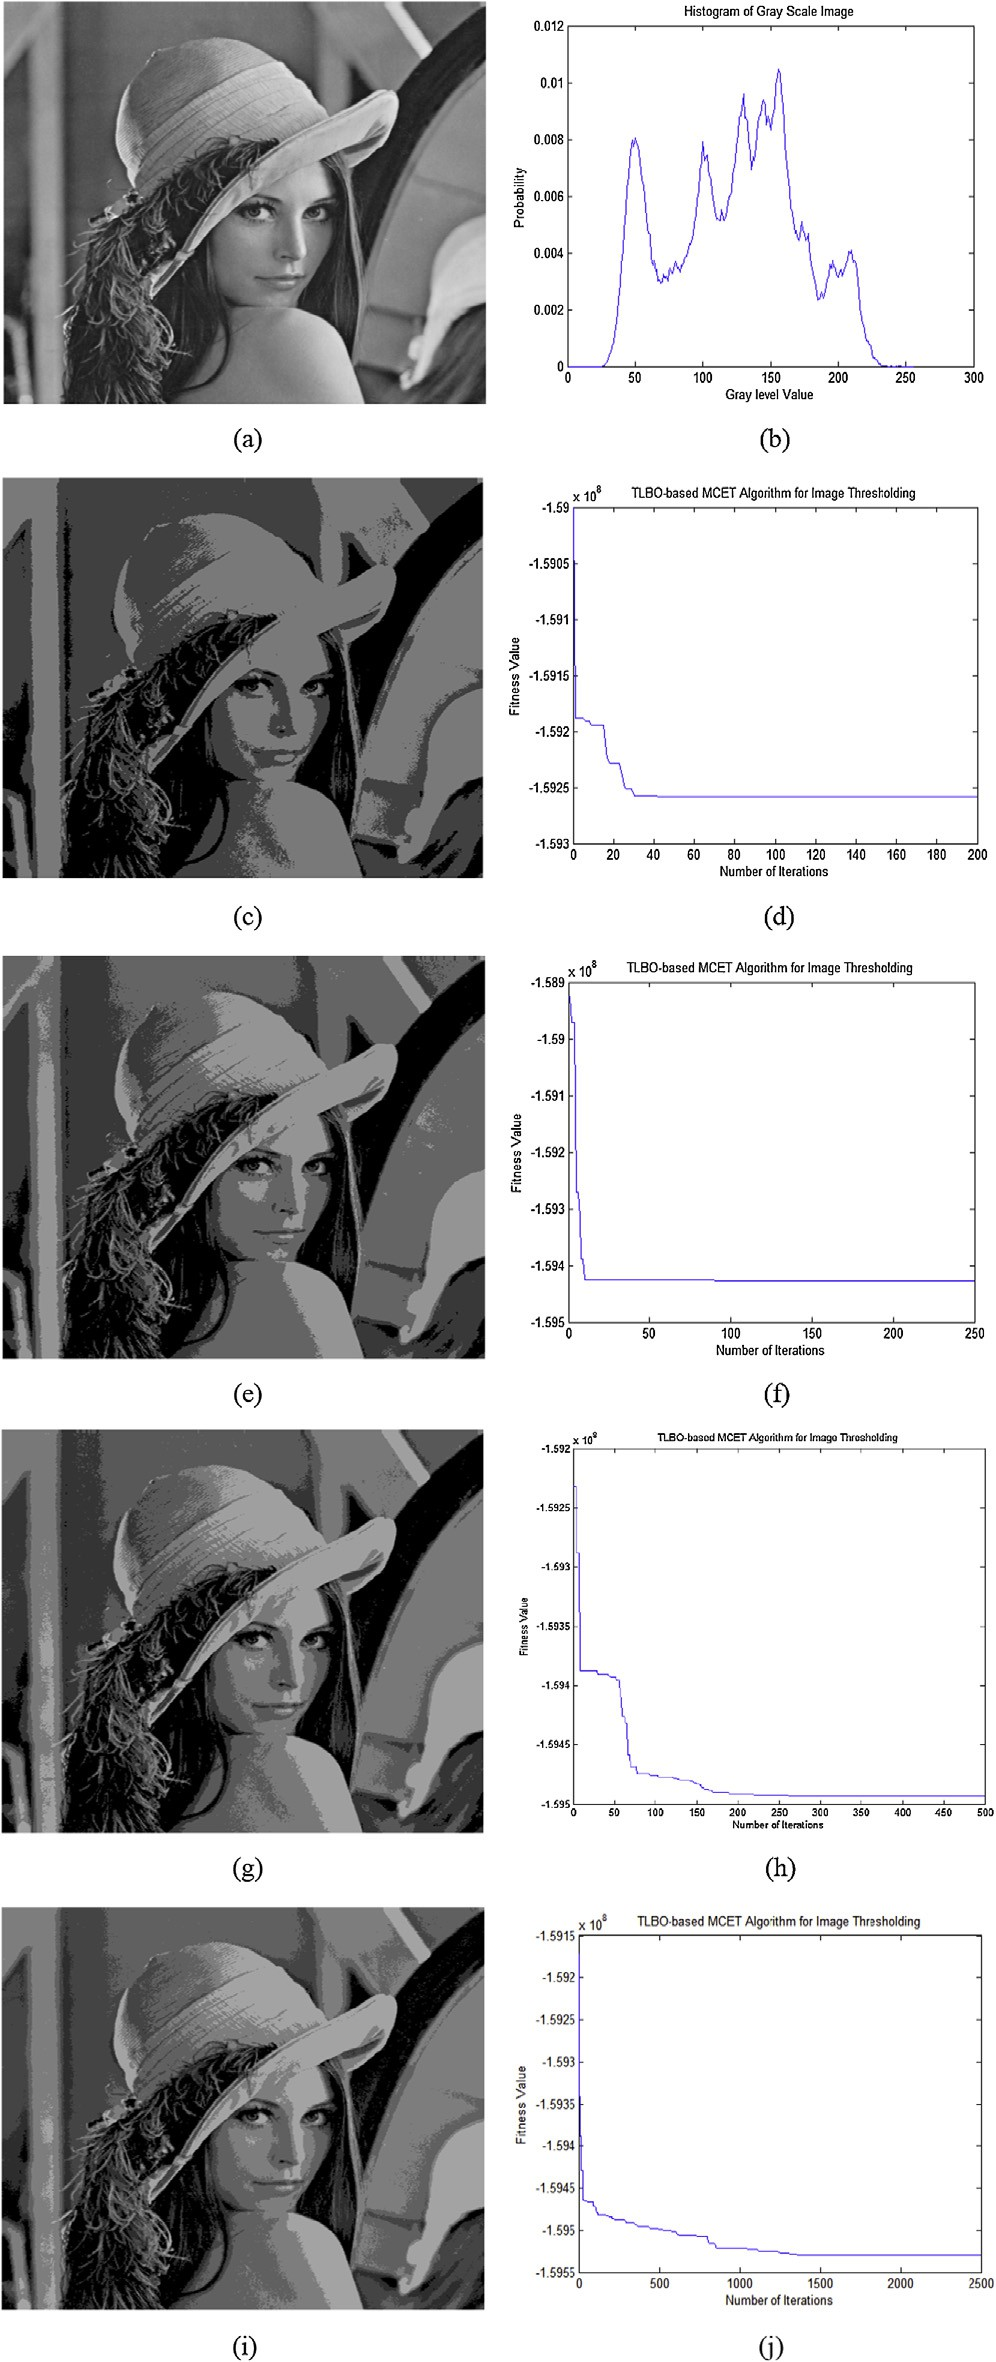 Histogram of Gray Scale Image
0.012
0.01
0.008
0.006
0.004
0.002
0
Probability
0 50 100 150 200 250 300
Gray level Value
(a) (b)
x 10^8
TLBO-based MCET Algorithm for Image Thresholding
-1.59
-1.5905
-1.591
-1.5915
-1.592
-1.5925
-1.593
Fitness Value
0 20 40 60 80 100 120 140 160 180 200
Number of Iterations
(c) (d)
x 10^8
TLBO-based MCET Algorithm for Image Thresholding
-1.589
-1.59
-1.591
-1.592
-1.593
-1.594
-1.595
Fitness Value
0 50 100 150 200 250
Number of Iterations
(e) (f)
x 10^8
TLBO-based MCET Algorithm for Image Thresholding
-1.592
-1.5925
-1.593
-1.5935
-1.594
-1.5945
-1.595
Fitness Value
0 50 100 150 200 250 300 350 400 450 500
Number of Iterations
(g) (h)
x 10^8
TLBO-based MCET Algorithm for Image Thresholding
-1.5915
-1.592
-1.5925
-1.593
-1.5935
-1.594
-1.5945
-1.595
-1.5955
Fitness Value
0 500 1000 1500 2000 2500
Number of Iterations
(i) (j)